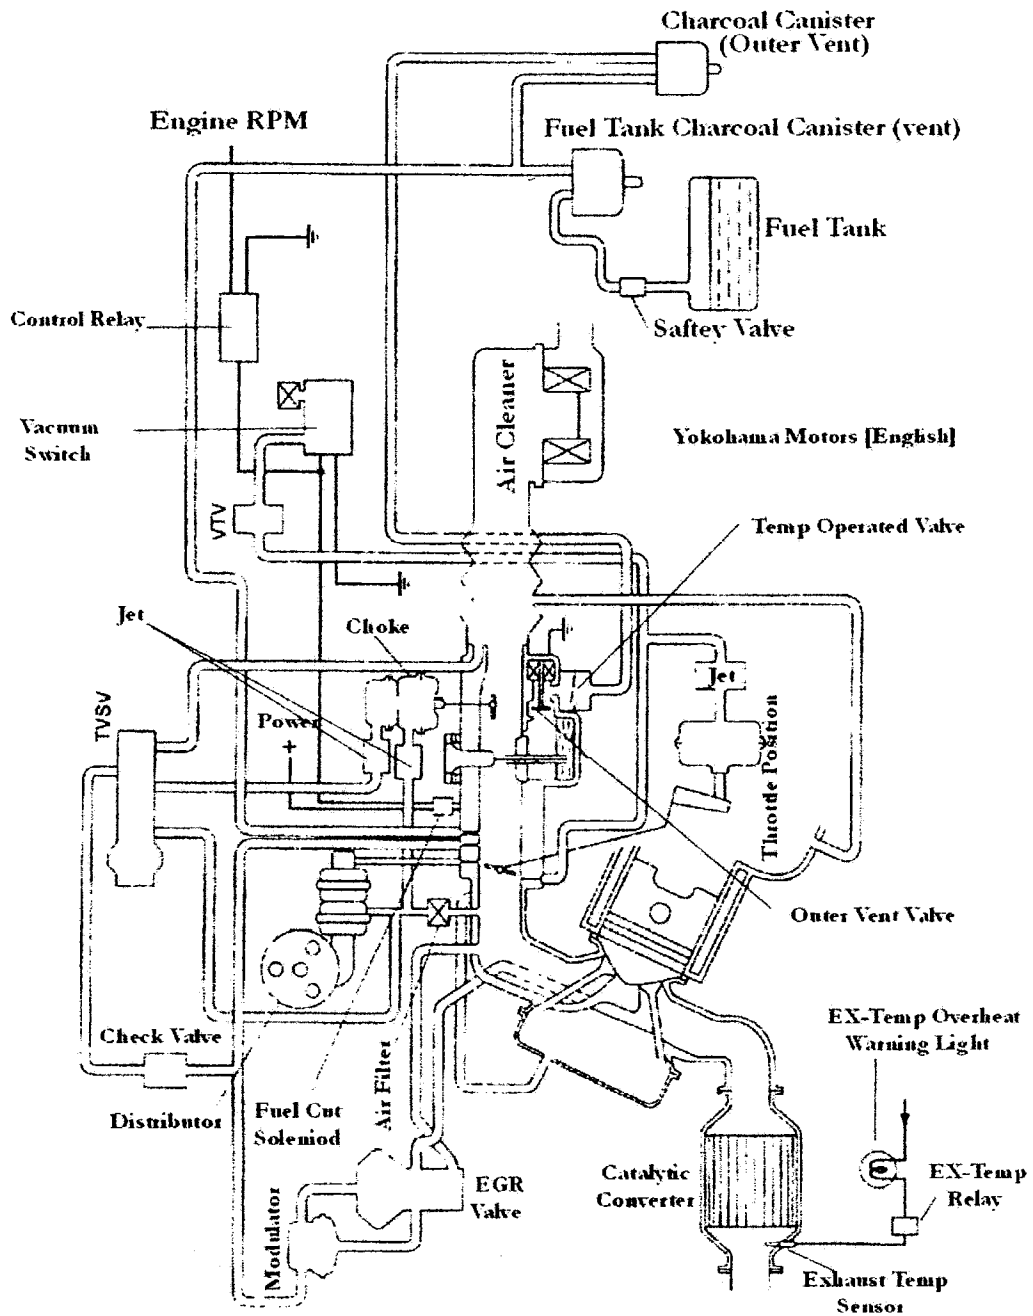 Charcoal Canister
(Outer Vent)
Engine RPM
Fuel Tank Charcoal Canister (vent)
Fuel Tank
Control Relay
Saftey Valve
Air Cleaner
Vacuum
Switch
Yokohama Motors [English]
VTV
Temp Operated Valve
Jet
Choke
Jet
TVSV
Power
+
Throttle Position
Outer Vent Valve
Check Valve
EX-Temp Overheat
Warning Light
Air Filter
Distributor
Fuel Cut
Soleniod
Catalytic
Converter
EX-Temp
Relay
EGR
Valve
Modulator
Exhaust Temp
Sensor